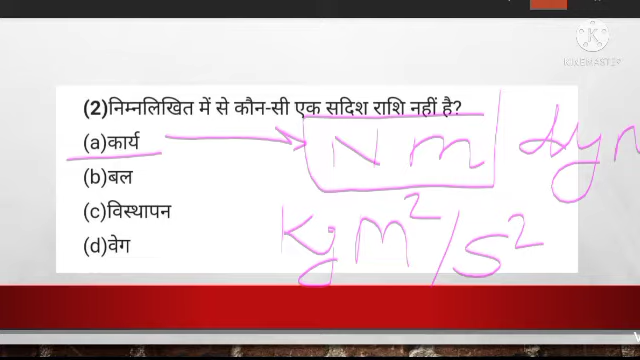 KINEMASTER
(2)निम्नलिखित में से कौन-सी एक सदिश राशि नहीं है?
(a)कार्य
N m
(b)बल
(c)विस्थापन
Kg m²/s²
(d)वेग